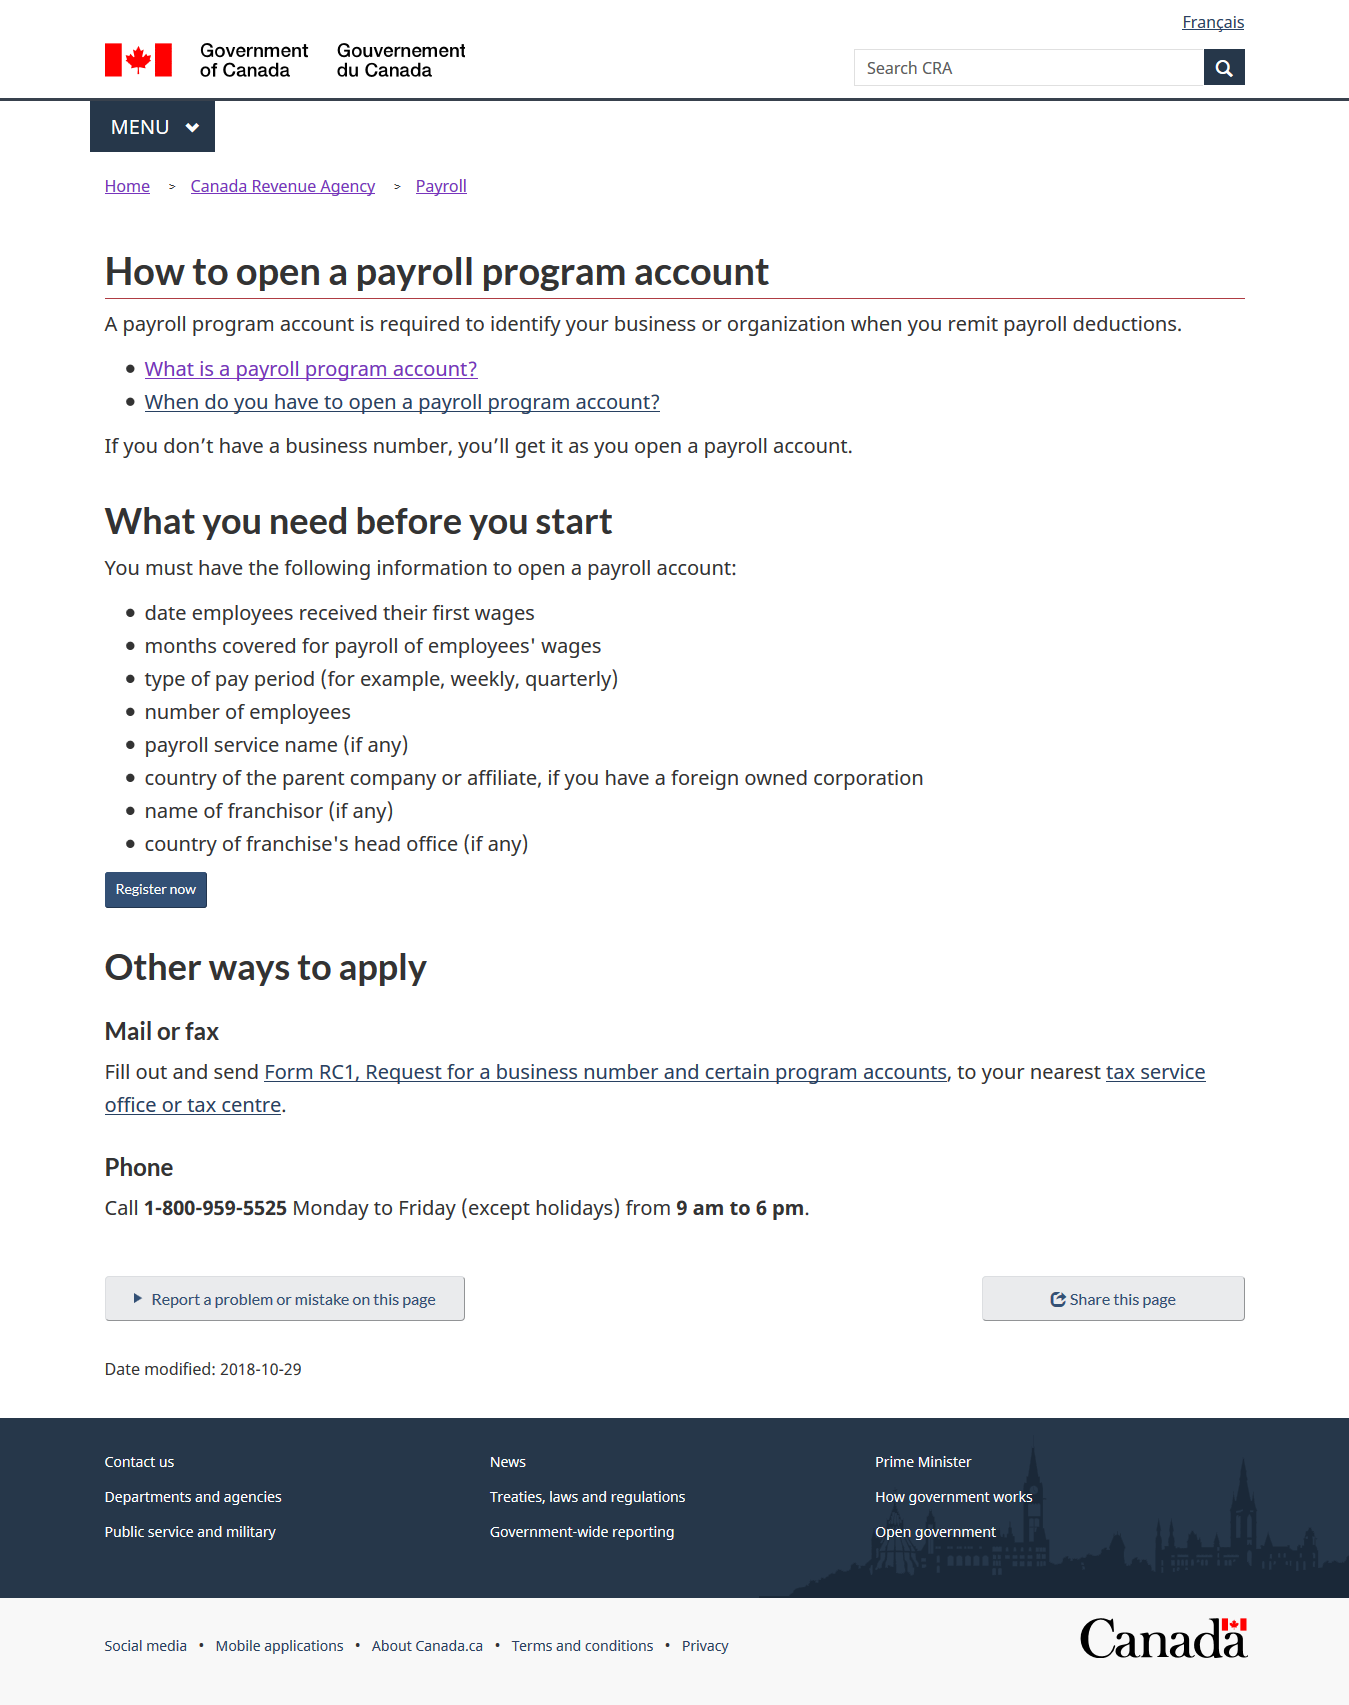 Français
Government
of Canada
Gouvernement
du Canada
Search CRA
MENU
Home > Canada Revenue Agency > Payroll
How to open a payroll program account
A payroll program account is required to identify your business or organization when you remit payroll deductions.
• What is a payroll program account?
• When do you have to open a payroll program account?
If you don’t have a business number, you’ll get it as you open a payroll account.
What you need before you start
You must have the following information to open a payroll account:
• date employees received their first wages
• months covered for payroll of employees' wages
• type of pay period (for example, weekly, quarterly)
• number of employees
• payroll service name (if any)
• country of the parent company or affiliate, if you have a foreign owned corporation
• name of franchisor (if any)
• country of franchise's head office (if any)
Register now
Other ways to apply
Mail or fax
Fill out and send Form RC1, Request for a business number and certain program accounts, to your nearest tax service
office or tax centre.
Phone
Call 1-800-959-5525 Monday to Friday (except holidays) from 9 am to 6 pm.
Report a problem or mistake on this page
Share this page
Date modified: 2018-10-29
Contact us
News
Prime Minister
Departments and agencies
Treaties, laws and regulations
How government works
Public service and military
Government-wide reporting
Open government
Social media • Mobile applications • About Canada.ca • Terms and conditions • Privacy
Canada